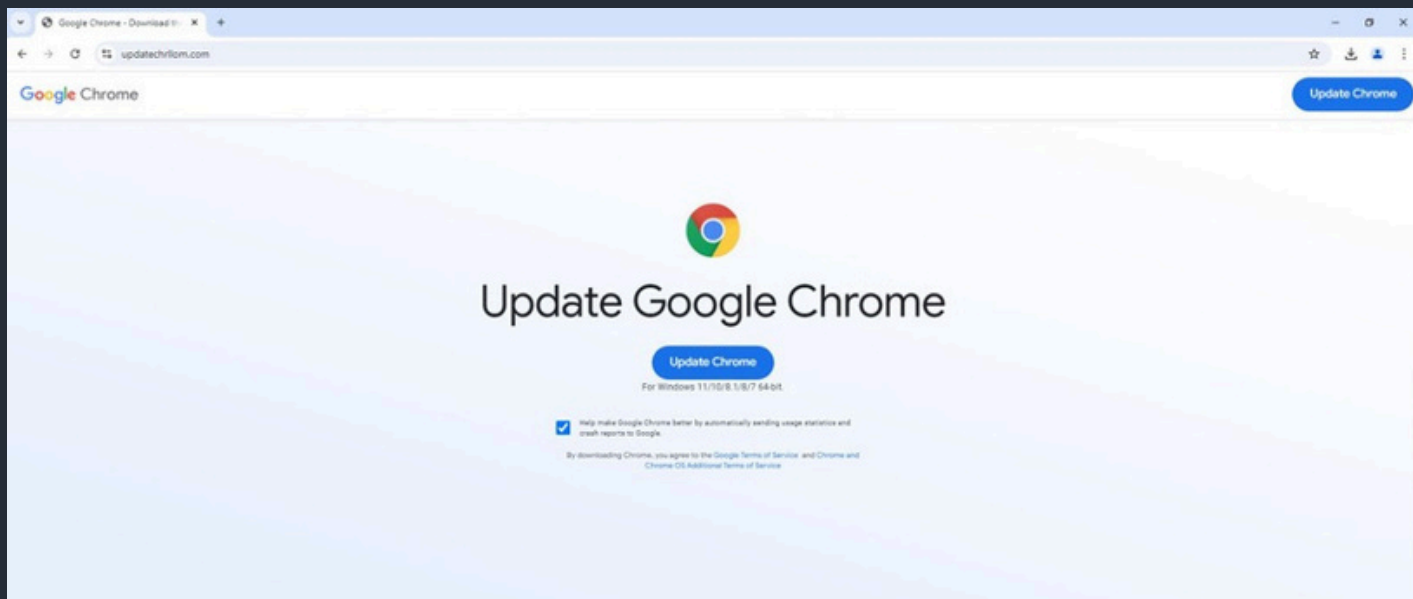 Google Chrome - Download th
updatechrllom.com
Google Chrome
Update Chrome
Update Google Chrome
Update Chrome
For Windows 11/10/8.1/8/7 64-bit.
Help make Google Chrome better by automatically sending usage statistics and
crash reports to Google.
By downloading Chrome, you agree to the Google Terms of Service and Chrome and
Chrome OS Additional Terms of Service